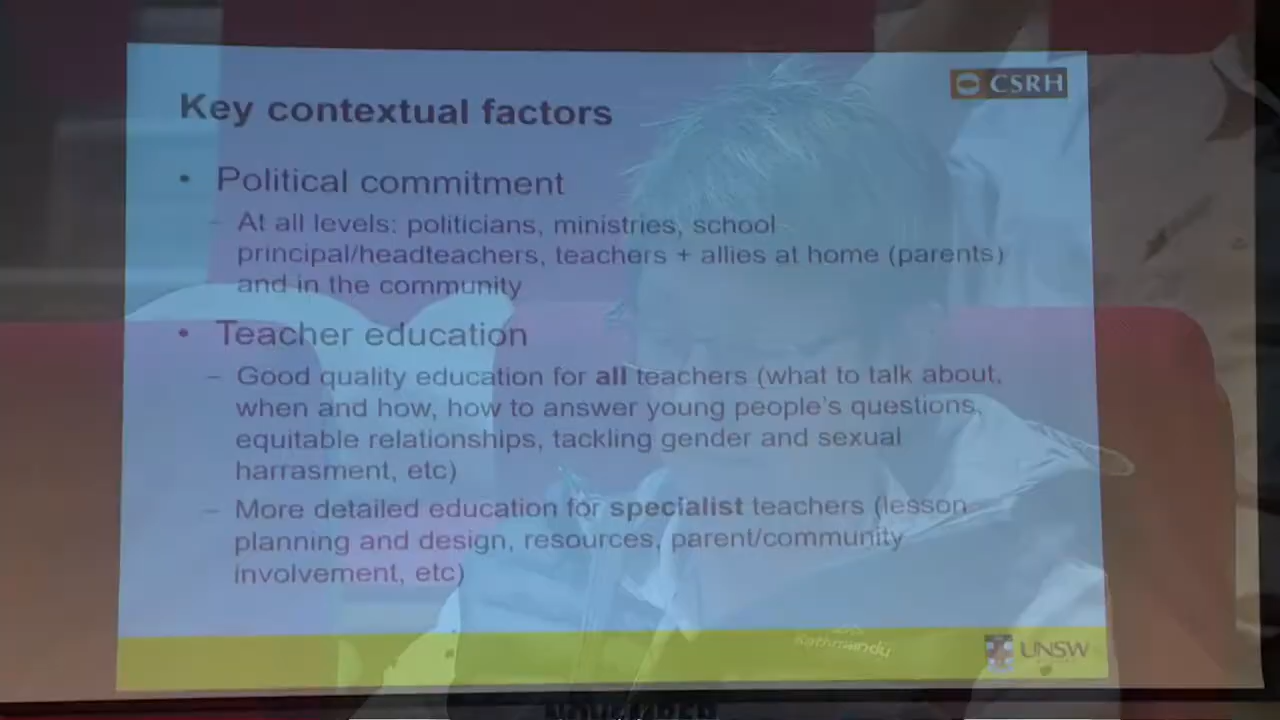 CSRH
Key contextual factors
• Political commitment
– At all levels: politicians, ministries, school
principal/headteachers, teachers + allies at home (parents)
and in the community
• Teacher education
– Good quality education for all teachers (what to talk about,
when and how, how to answer young people's questions,
equitable relationships, tackling gender and sexual
harrasment, etc)
– More detailed education for specialist teachers (lesson
planning and design, resources, parent/community
involvement, etc)
Kathmandu
UNSW